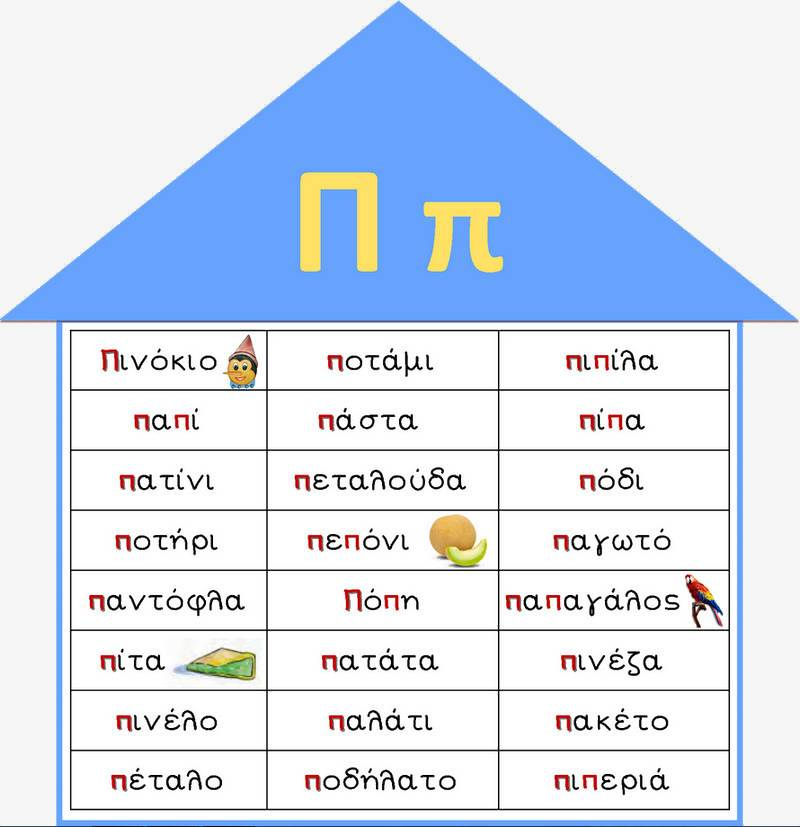 Π π
Πινόκιο ποτάμι πιπίλα
παπί πάστα πίπα
πατίνι πεταλούδα πόδι
ποτήρι πεπόνι παγωτό
παντόφλα Πόπη παπαγάλος
πίτα πατάτα πινέζα
πινέλο παλάτι πακέτο
πέταλο ποδήλατο πιπεριά